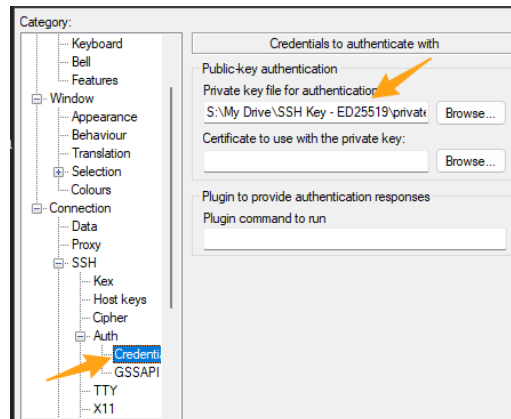 Category:
Keyboard
Bell
Features
Window
Appearance
Behaviour
Translation
Selection
Colours
Connection
Data
Proxy
SSH
Kex
Host keys
Cipher
Auth
Credenti
GSSAPI
TTY
X11
Credentials to authenticate with
Public-key authentication
Private key file for authentication
S:\My Drive\SSH Key - ED25519\private
Browse...
Certificate to use with the private key:
Browse...
Plugin to provide authentication responses
Plugin command to run